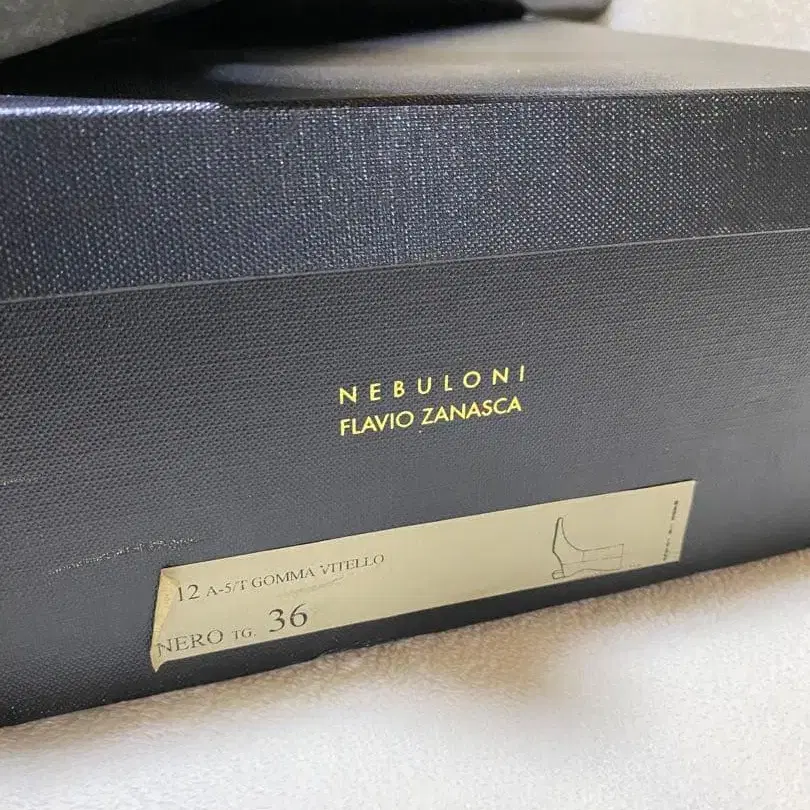 NEBULONI
FLAVIO ZANASCA
12 A-5/T GOMMA VITELLO
NERO TG. 36